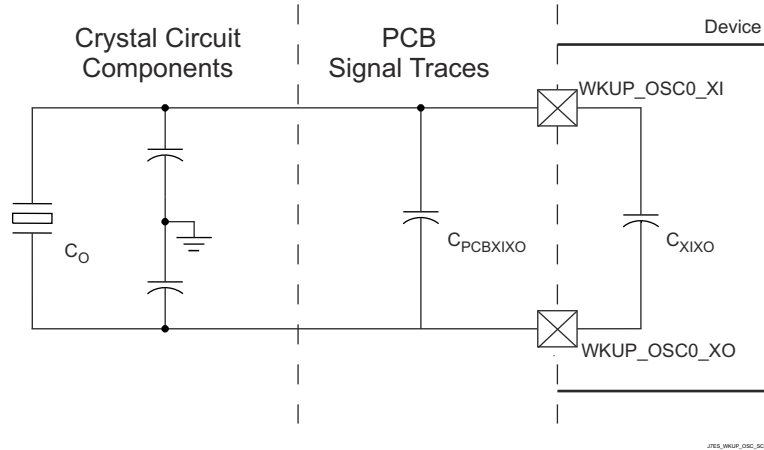 Crystal Circuit
Components
PCB
Signal Traces
Device
WKUP_OSC0_XI
CO
CPCBXIXO
CXIXO
WKUP_OSC0_XO
J7ES_WKUP_OSC_SC